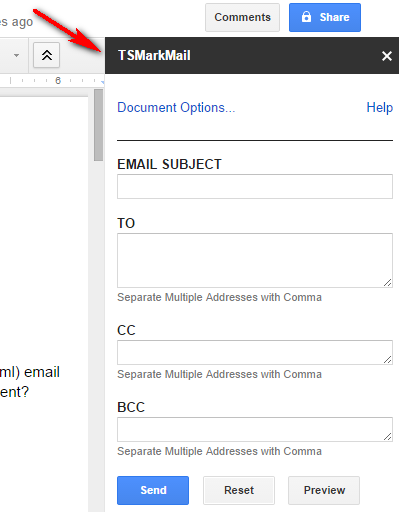 es ago
Comments
Share
6
TSMarkMail
Document Options...
Help
EMAIL SUBJECT
TO
Separate Multiple Addresses with Comma
ml) email
ent?
CC
Separate Multiple Addresses with Comma
BCC
Separate Multiple Addresses with Comma
Send
Reset
Preview